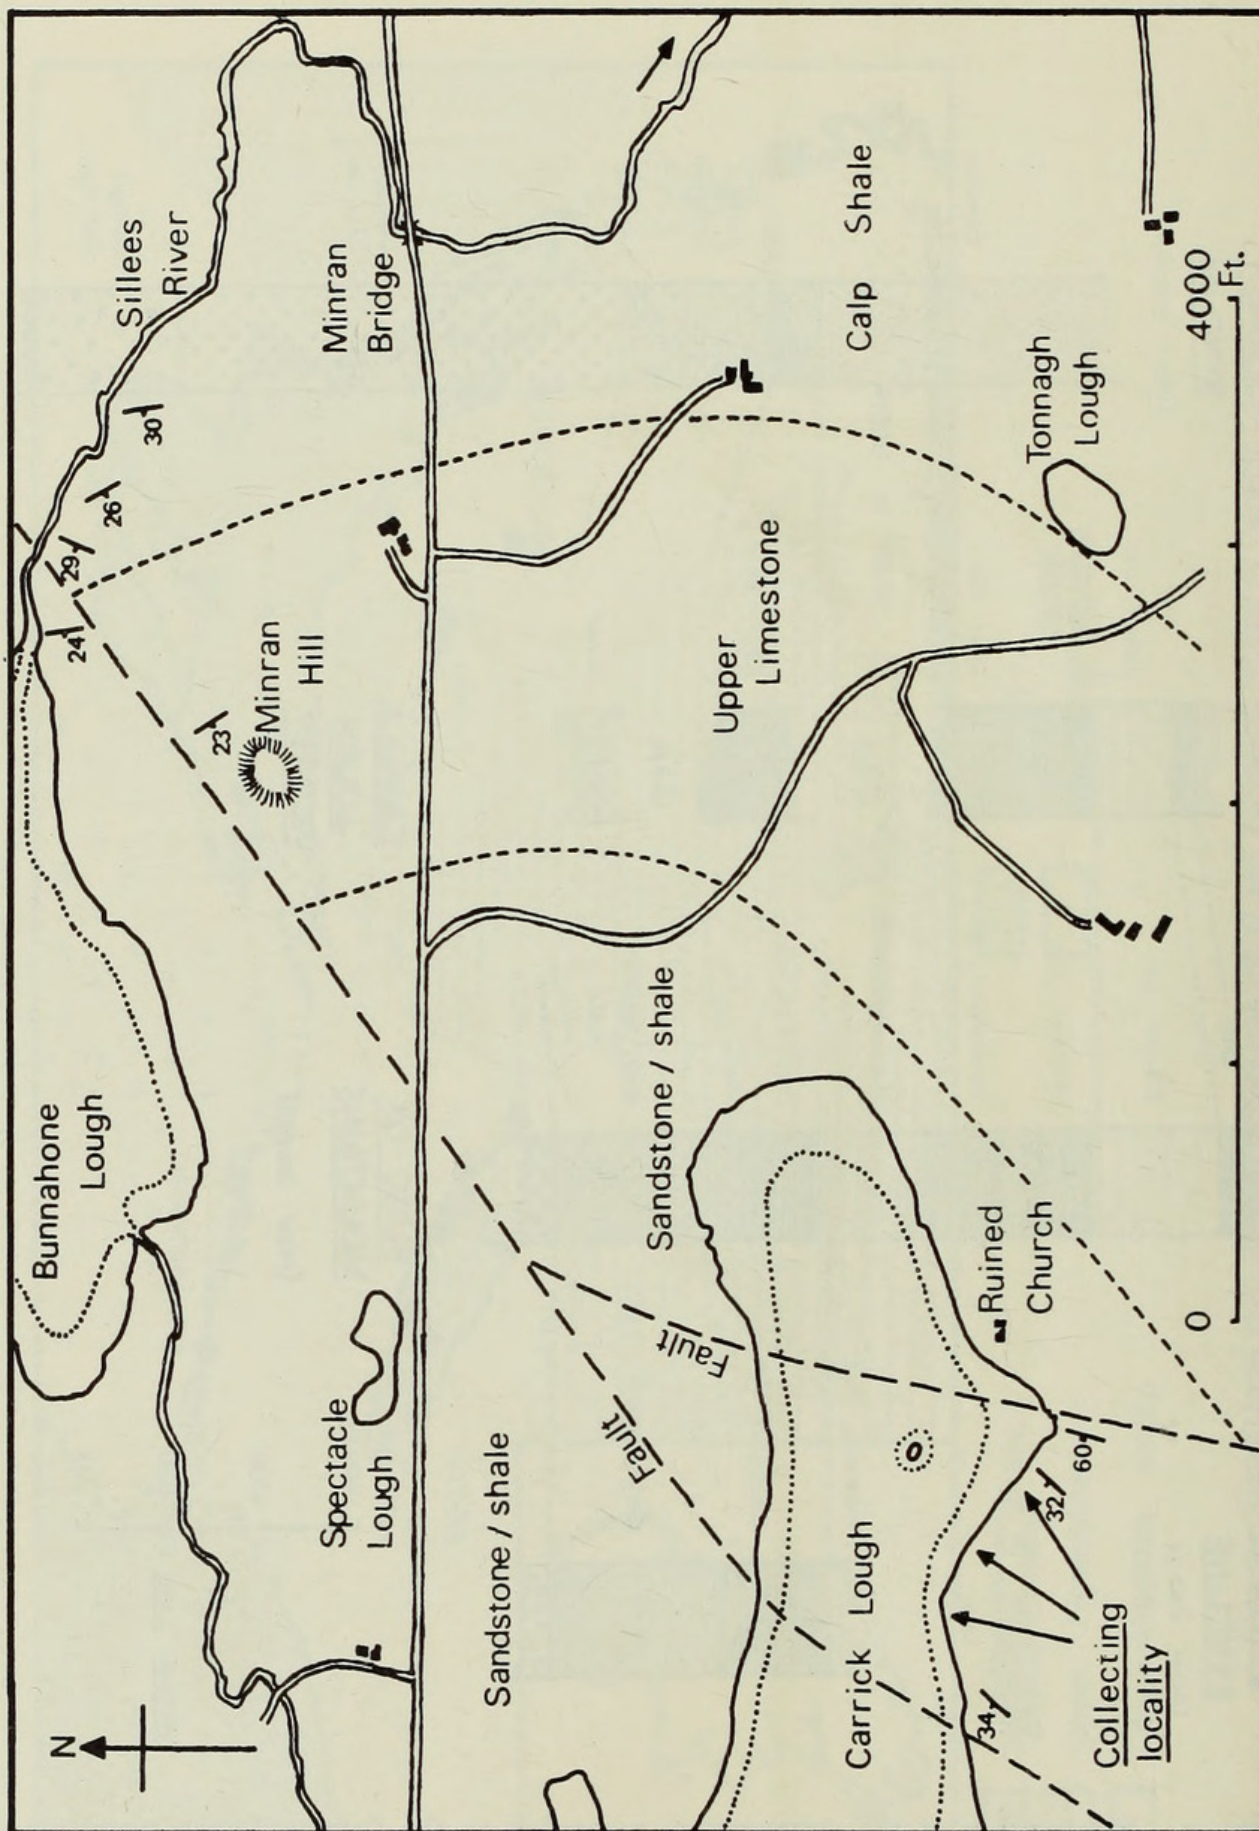 N
Bunnahone
Lough
Sillees
River
24
29
26
30
23
Minran
Hill
Minran
Bridge
Spectacle
Lough
Sandstone / shale
Fault
Fault
Sandstone / shale
Upper
Limestone
Calp Shale
Carrick Lough
Ruined
Church
Tonnagh
Lough
34
32
60
Collecting
locality
0
4000
Ft.